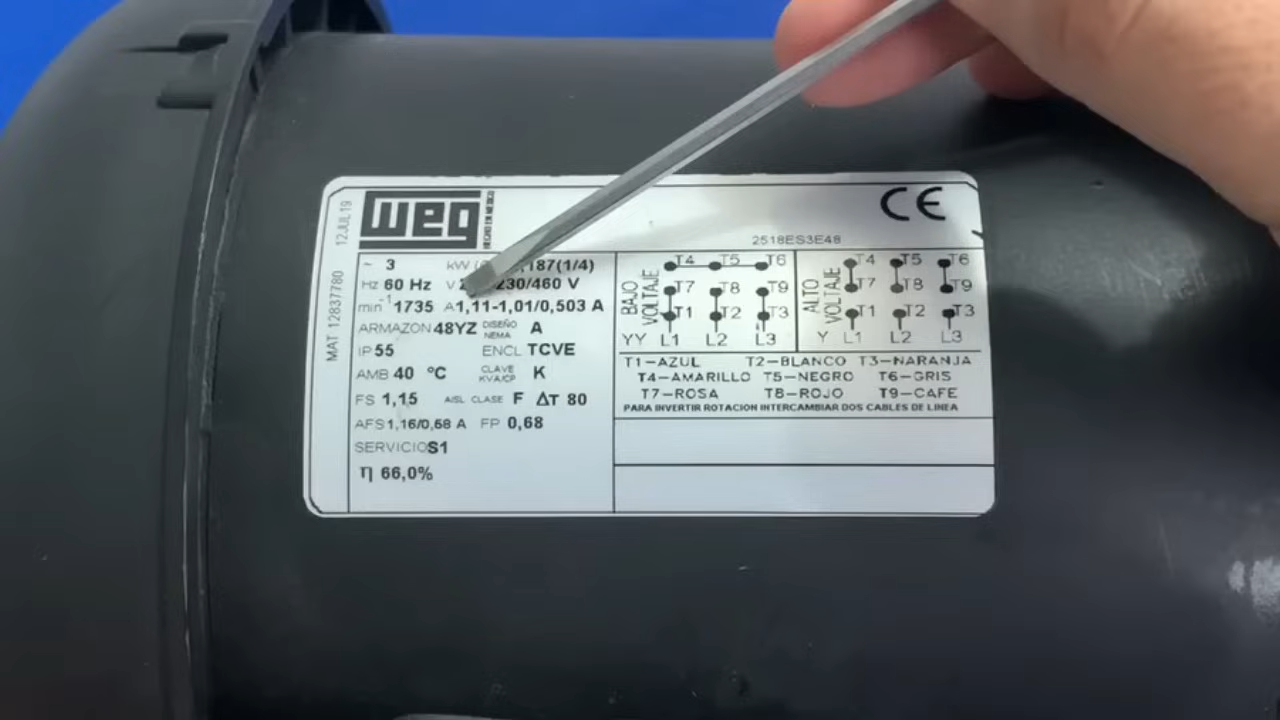 12JUL19
MAT 12837780
WEG
HECHO EN MEXICO
CE
2518ES3E48
~ 3 kW 187(1/4)
Hz 60 Hz V 230/460 V
min⁻¹ 1735 A 1,11-1,01/0,503 A
ARMAZON 48YZ DISEÑO NEMA A
IP 55 ENCL TCVE
AMB 40 °C CLAVE KVA/CP K
FS 1,15 AISL CLASE F ΔT 80
AFS 1,16/0,58 A FP 0,68
SERVICIO S1
η 66,0%
BAJO VOLTAJE
T4 T5 T6
T7 T8 T9
T1 T2 T3
YY L1 L2 L3
ALTO VOLTAJE
T4 T5 T6
T7 T8 T9
T1 T2 T3
Y L1 L2 L3
T1-AZUL T2-BLANCO T3-NARANJA
T4-AMARILLO T5-NEGRO T6-GRIS
T7-ROSA T8-ROJO T9-CAFE
PARA INVERTIR ROTACION INTERCAMBIAR DOS CABLES DE LINEA